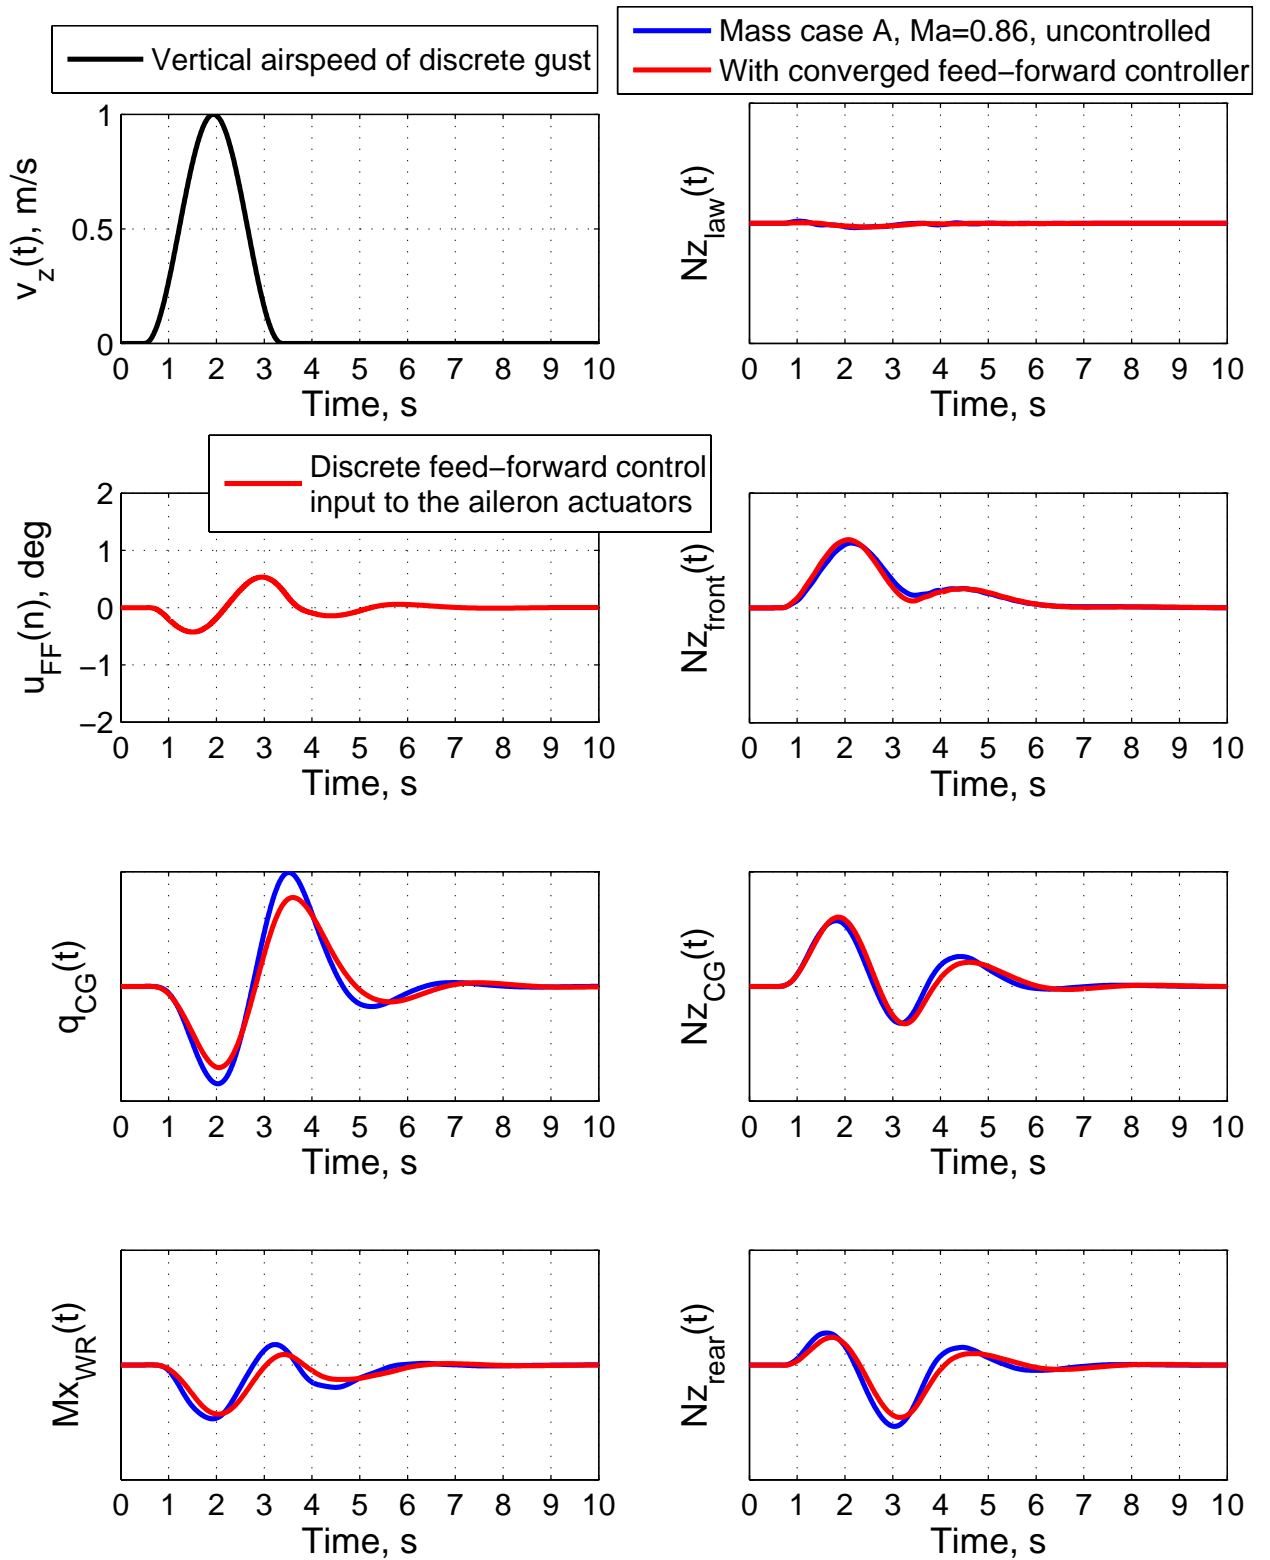 Vertical airspeed of discrete gust
Mass case A, Ma=0.86, uncontrolled
With converged feed−forward controller
v_z(t), m/s
1
0.5
0
0 1 2 3 4 5 6 7 8 9 10
Time, s
Nz_law(t)
0 1 2 3 4 5 6 7 8 9 10
Time, s
Discrete feed−forward control
input to the aileron actuators
u_FF(n), deg
2
1
0
−1
−2
0 1 2 3 4 5 6 7 8 9 10
Time, s
Nz_front(t)
0 1 2 3 4 5 6 7 8 9 10
Time, s
q_CG(t)
0 1 2 3 4 5 6 7 8 9 10
Time, s
Nz_CG(t)
0 1 2 3 4 5 6 7 8 9 10
Time, s
Mx_WR(t)
0 1 2 3 4 5 6 7 8 9 10
Time, s
Nz_rear(t)
0 1 2 3 4 5 6 7 8 9 10
Time, s